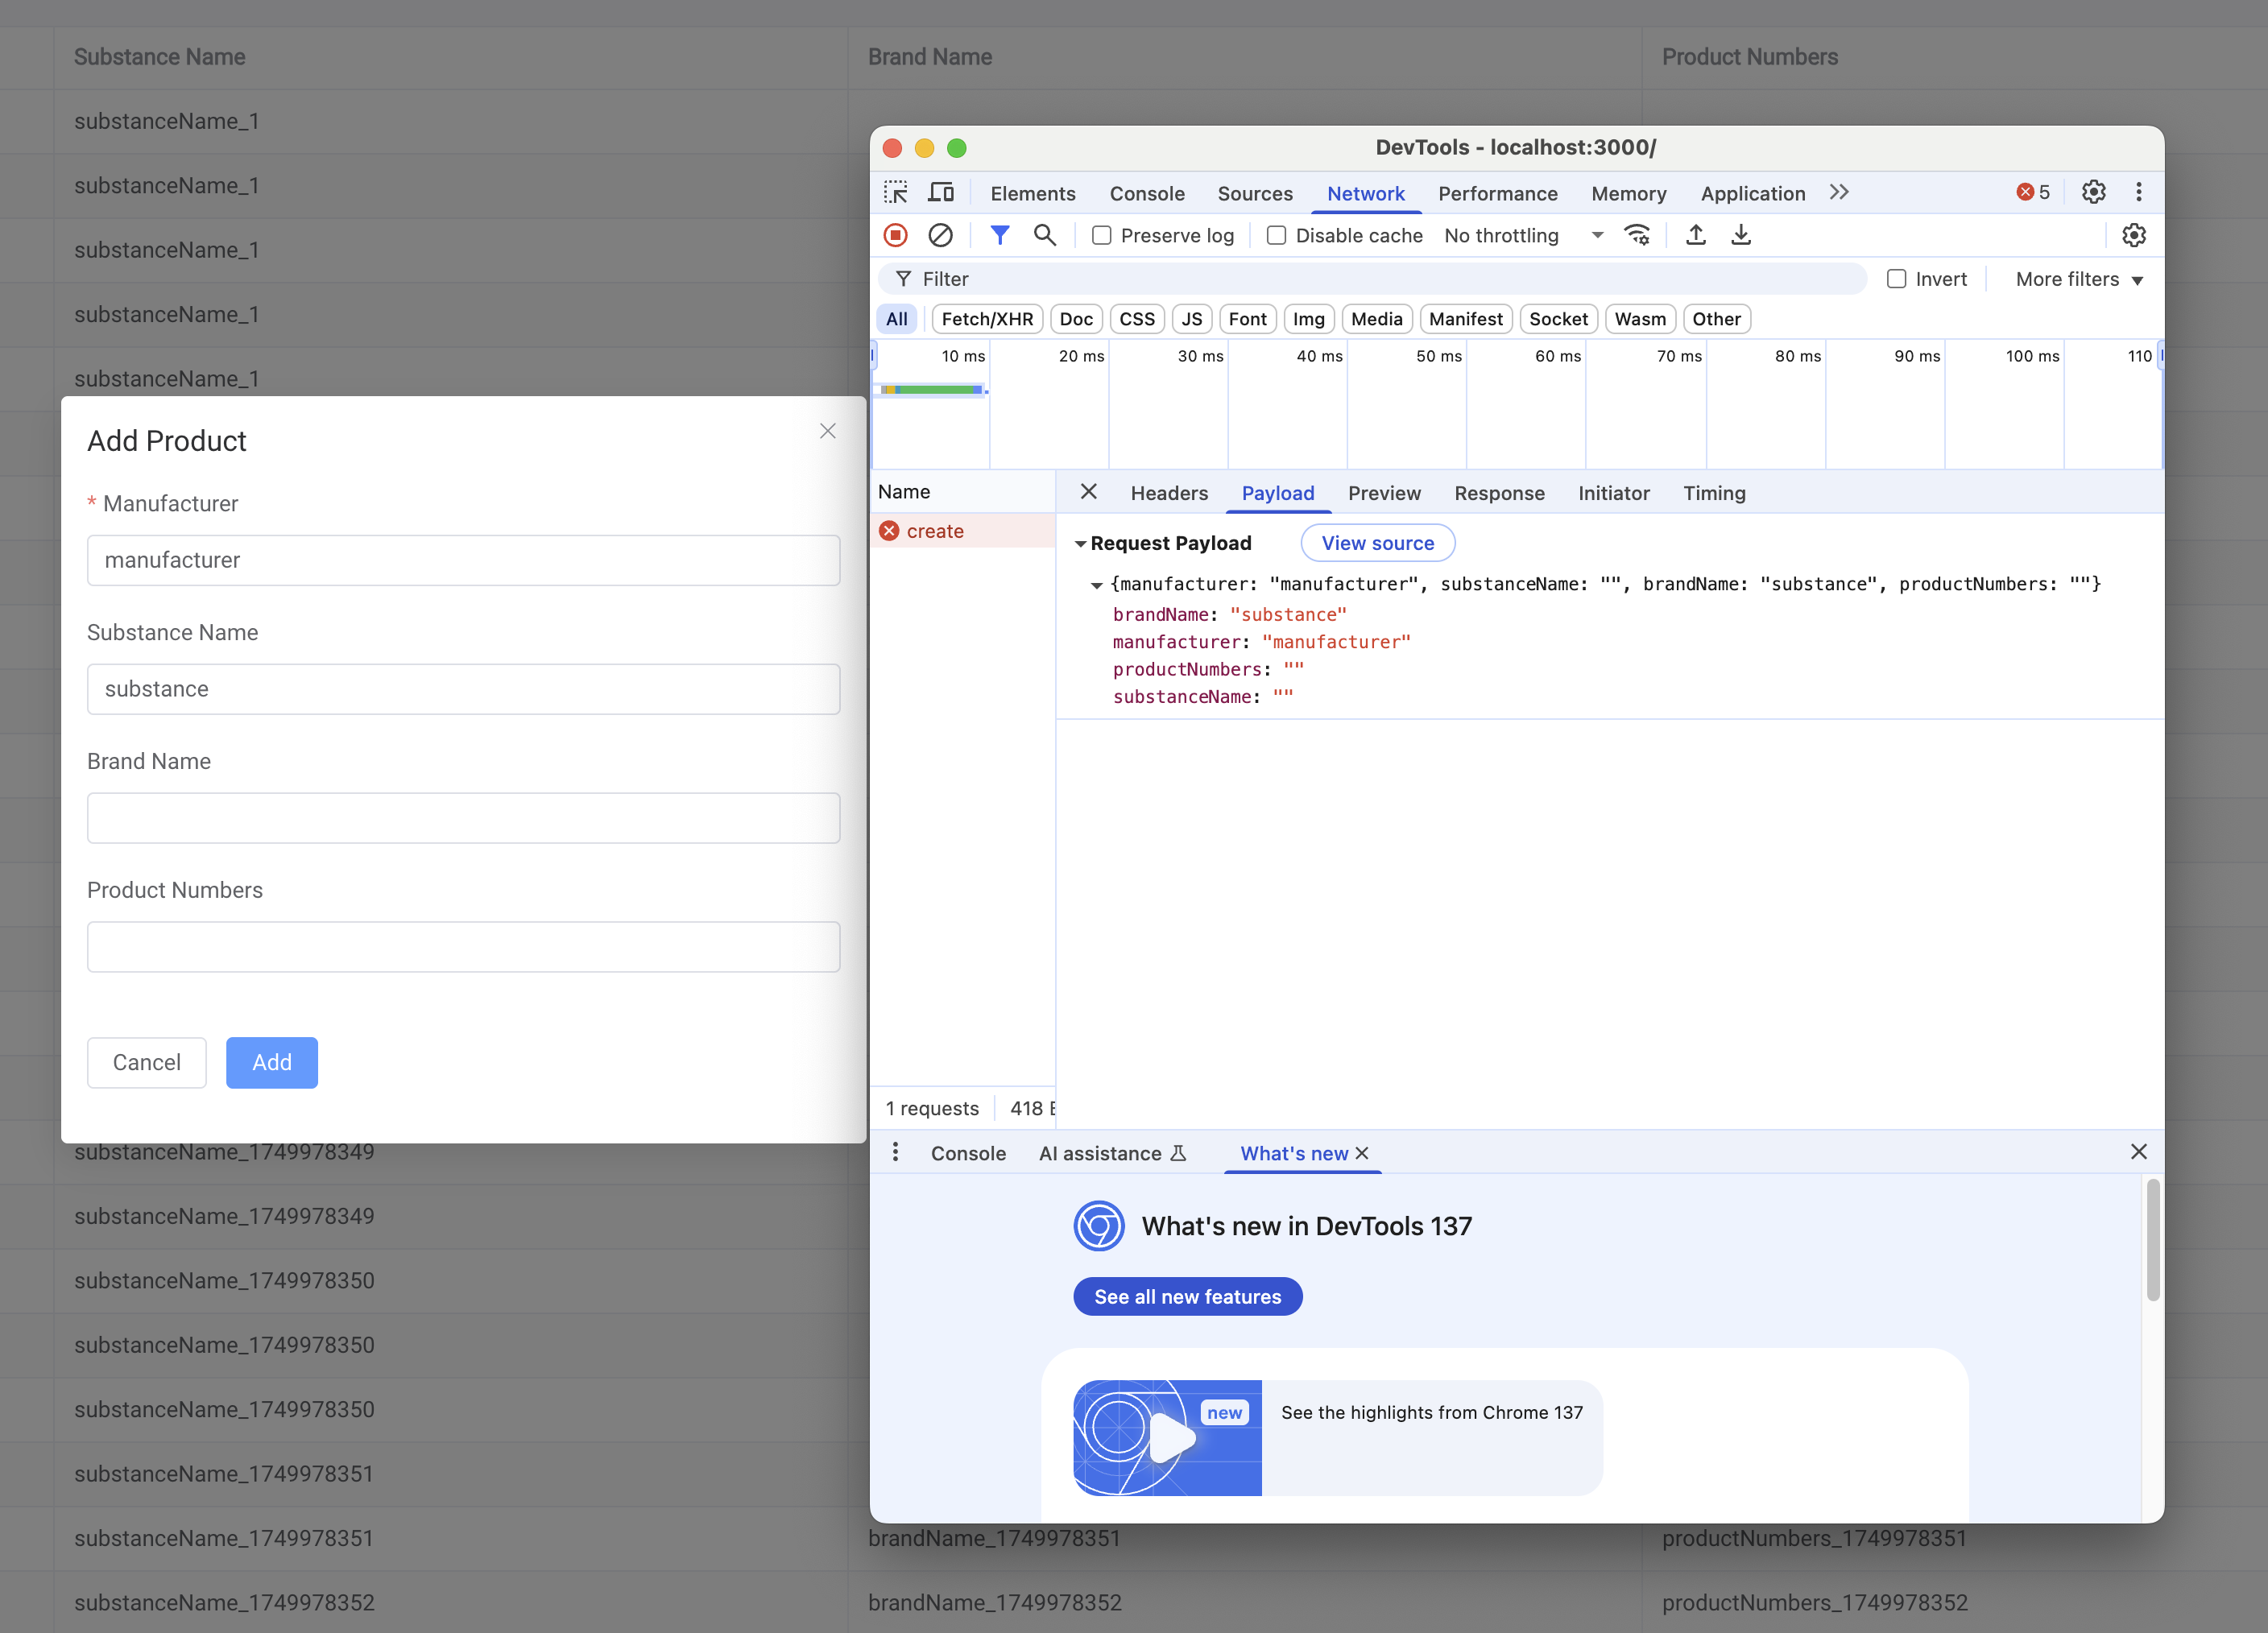 Substance Name
Brand Name
Product Numbers
substanceName_1
substanceName_1
substanceName_1
substanceName_1
substanceName_1
Add Product
* Manufacturer
manufacturer
Substance Name
substance
Brand Name
Product Numbers
Cancel
Add
substanceName_1749978349
substanceName_1749978349
substanceName_1749978350
substanceName_1749978350
substanceName_1749978350
substanceName_1749978351
substanceName_1749978351
brandName_1749978351
productNumbers_1749978351
substanceName_1749978352
brandName_1749978352
productNumbers_1749978352
DevTools - localhost:3000/
Elements
Console
Sources
Network
Performance
Memory
Application
5
Preserve log
Disable cache
No throttling
Filter
Invert
More filters
All
Fetch/XHR
Doc
CSS
JS
Font
Img
Media
Manifest
Socket
Wasm
Other
10 ms
20 ms
30 ms
40 ms
50 ms
60 ms
70 ms
80 ms
90 ms
100 ms
110
Name
Headers
Payload
Preview
Response
Initiator
Timing
create
Request Payload
View source
{manufacturer: "manufacturer", substanceName: "", brandName: "substance", productNumbers: ""}
brandName: "substance"
manufacturer: "manufacturer"
productNumbers: ""
substanceName: ""
1 requests
418
Console
AI assistance
What's new
What's new in DevTools 137
See all new features
new
See the highlights from Chrome 137